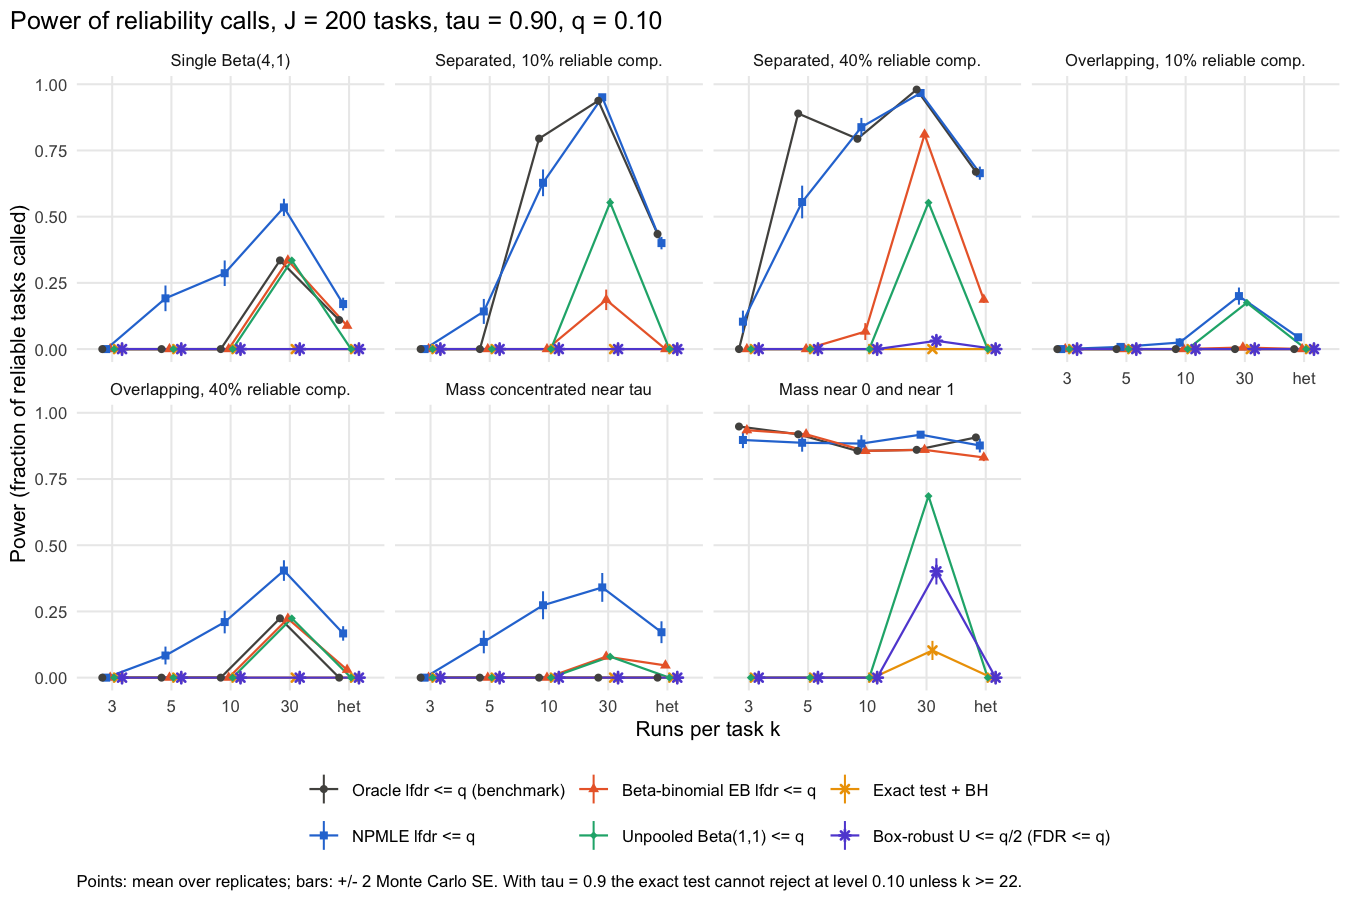 Power of reliability calls, J = 200 tasks, tau = 0.90, q = 0.10
Single Beta(4,1)
Separated, 10% reliable comp.
Separated, 40% reliable comp.
Overlapping, 10% reliable comp.
1.00
0.75
0.50
0.25
0.00
3 5 10 30 het
Overlapping, 40% reliable comp.
Mass concentrated near tau
Mass near 0 and near 1
1.00
0.75
0.50
0.25
0.00
3 5 10 30 het
3 5 10 30 het
3 5 10 30 het
Power (fraction of reliable tasks called)
Runs per task k
Oracle lfdr <= q (benchmark)
Beta-binomial EB lfdr <= q
Exact test + BH
NPMLE lfdr <= q
Unpooled Beta(1,1) <= q
Box-robust U <= q/2 (FDR <= q)
Points: mean over replicates; bars: +/- 2 Monte Carlo SE. With tau = 0.9 the exact test cannot reject at level 0.10 unless k >= 22.